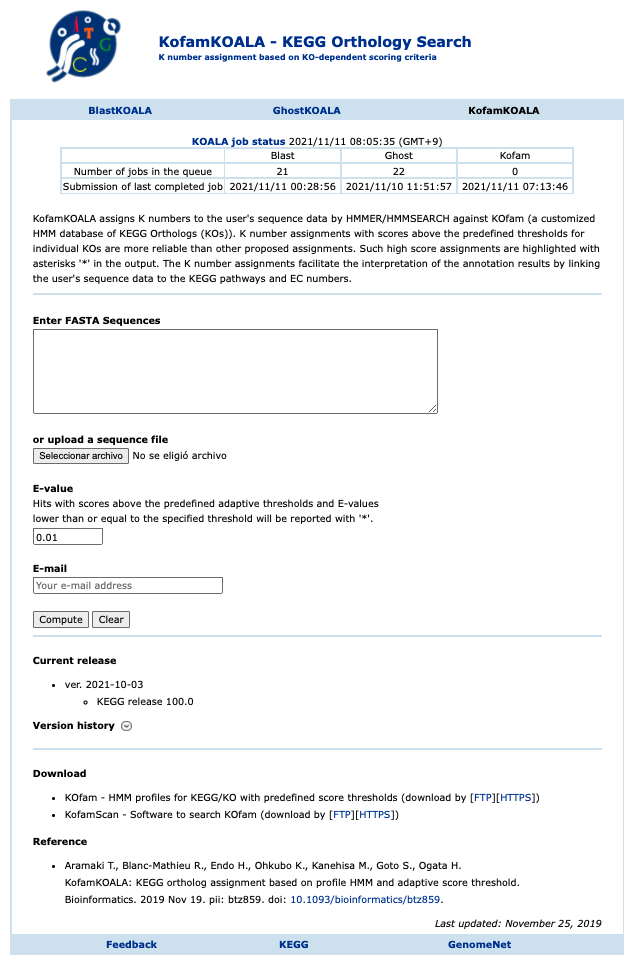 KofamKOALA - KEGG Orthology Search
K number assignment based on KO-dependent scoring criteria
BlastKOALA GhostKOALA KofamKOALA
KOALA job status 2021/11/11 08:05:35 (GMT+9)
Blast Ghost Kofam
Number of jobs in the queue 21 22 0
Submission of last completed job 2021/11/11 00:28:56 2021/11/10 11:51:57 2021/11/11 07:13:46
KofamKOALA assigns K numbers to the user's sequence data by HMMER/HMMSEARCH against KOfam (a customized
HMM database of KEGG Orthologs (KOs)). K number assignments with scores above the predefined thresholds for
individual KOs are more reliable than other proposed assignments. Such high score assignments are highlighted with
asterisks '*' in the output. The K number assignments facilitate the interpretation of the annotation results by linking
the user's sequence data to the KEGG pathways and EC numbers.
Enter FASTA Sequences
or upload a sequence file
Seleccionar archivo No se eligió archivo
E-value
Hits with scores above the predefined adaptive thresholds and E-values
lower than or equal to the specified threshold will be reported with '*'.
0.01
E-mail
Your e-mail address
Compute Clear
Current release
• ver. 2021-10-03
◦ KEGG release 100.0
Version history
Download
• KOfam - HMM profiles for KEGG/KO with predefined score thresholds (download by [FTP][HTTPS])
• KofamScan - Software to search KOfam (download by [FTP][HTTPS])
Reference
• Aramaki T., Blanc-Mathieu R., Endo H., Ohkubo K., Kanehisa M., Goto S., Ogata H.
KofamKOALA: KEGG ortholog assignment based on profile HMM and adaptive score threshold.
Bioinformatics. 2019 Nov 19. pii: btz859. doi: 10.1093/bioinformatics/btz859.
Last updated: November 25, 2019
Feedback KEGG GenomeNet